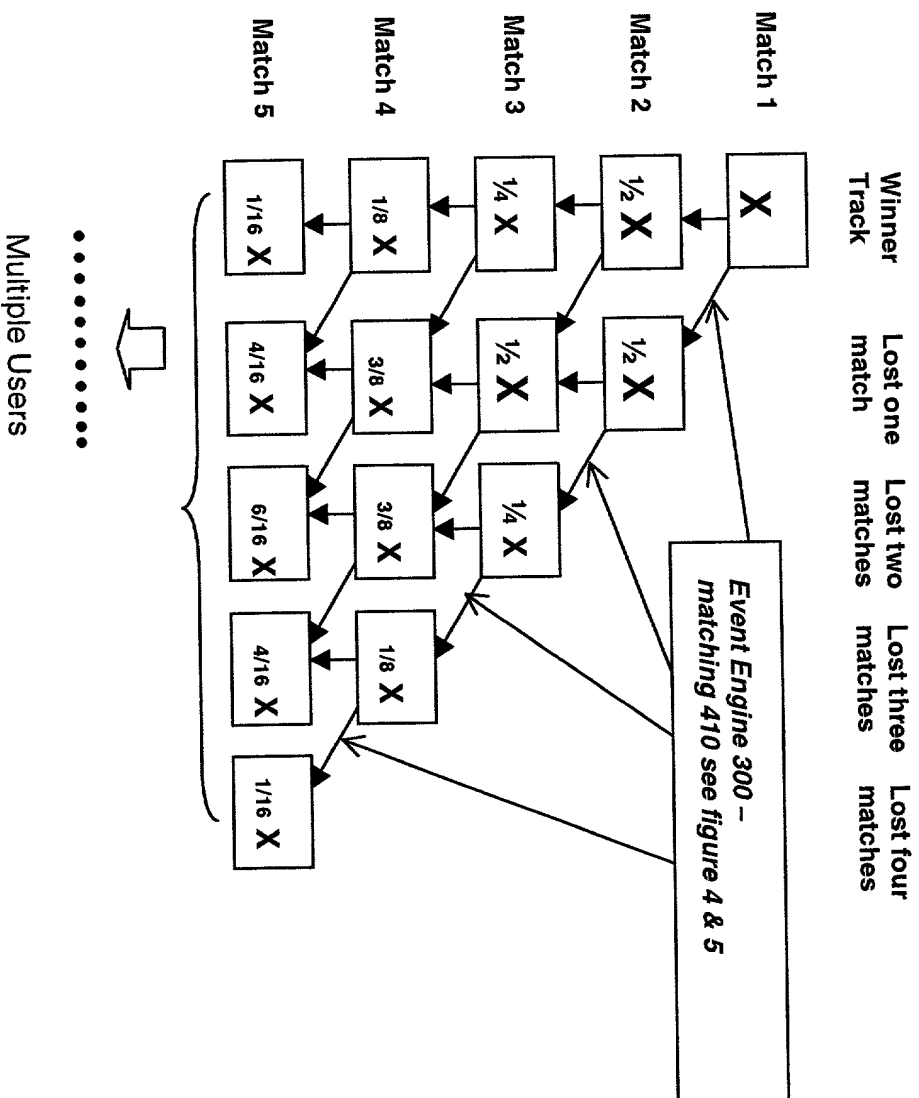 Winner
Track
Lost one
match
Lost two
matches
Lost three
matches
Lost four
matches
Match 1
X
Event Engine 300 –
matching 410 see figure 4 & 5
Match 2
½ X
½ X
Match 3
¼ X
½ X
¼ X
Match 4
1/8 X
3/8 X
3/8 X
1/8 X
Match 5
1/16 X
4/16 X
6/16 X
4/16 X
1/16 X
Multiple Users